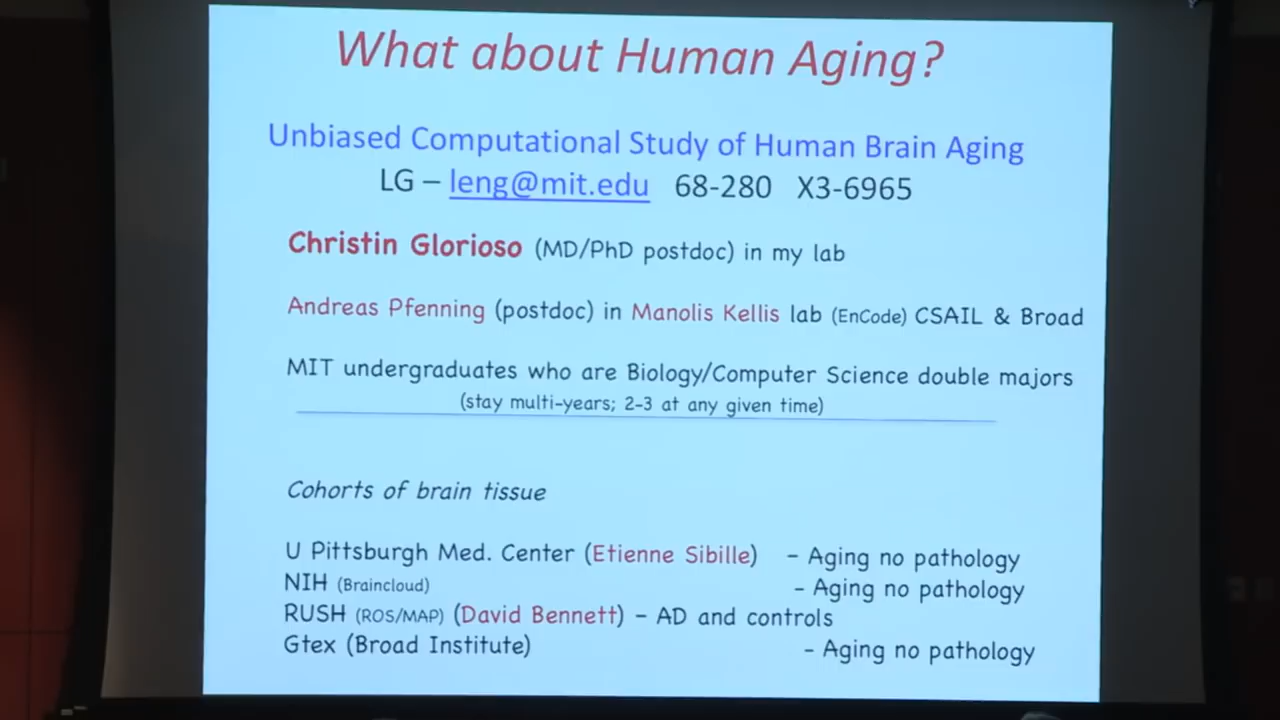 What about Human Aging?
Unbiased Computational Study of Human Brain Aging
LG – leng@mit.edu 68-280 X3-6965
Christin Glorioso (MD/PhD postdoc) in my lab
Andreas Pfenning (postdoc) in Manolis Kellis lab (EnCode) CSAIL & Broad
MIT undergraduates who are Biology/Computer Science double majors
(stay multi-years; 2-3 at any given time)
Cohorts of brain tissue
U Pittsburgh Med. Center (Etienne Sibille) – Aging no pathology
NIH (Braincloud) – Aging no pathology
RUSH (ROS/MAP) (David Bennett) – AD and controls
Gtex (Broad Institute) – Aging no pathology